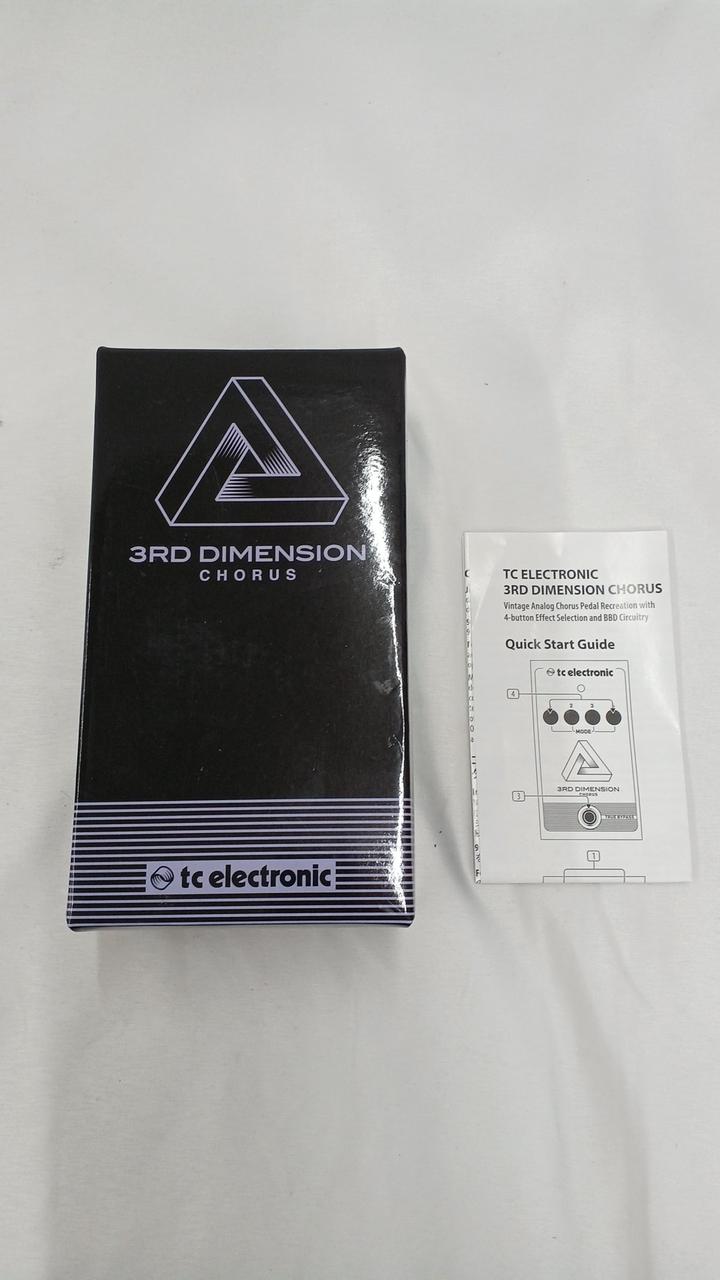 3RD DIMENSION
CHORUS
tc electronic
TC ELECTRONIC
3RD DIMENSION CHORUS
Vintage Analog Chorus Pedal Recreation with
4-button Effect Selection and BBD Circuitry
Quick Start Guide
tc electronic
4
2 3
MODE
3RD DIMENSION
CHORUS
3
TRUE BYPASS
1